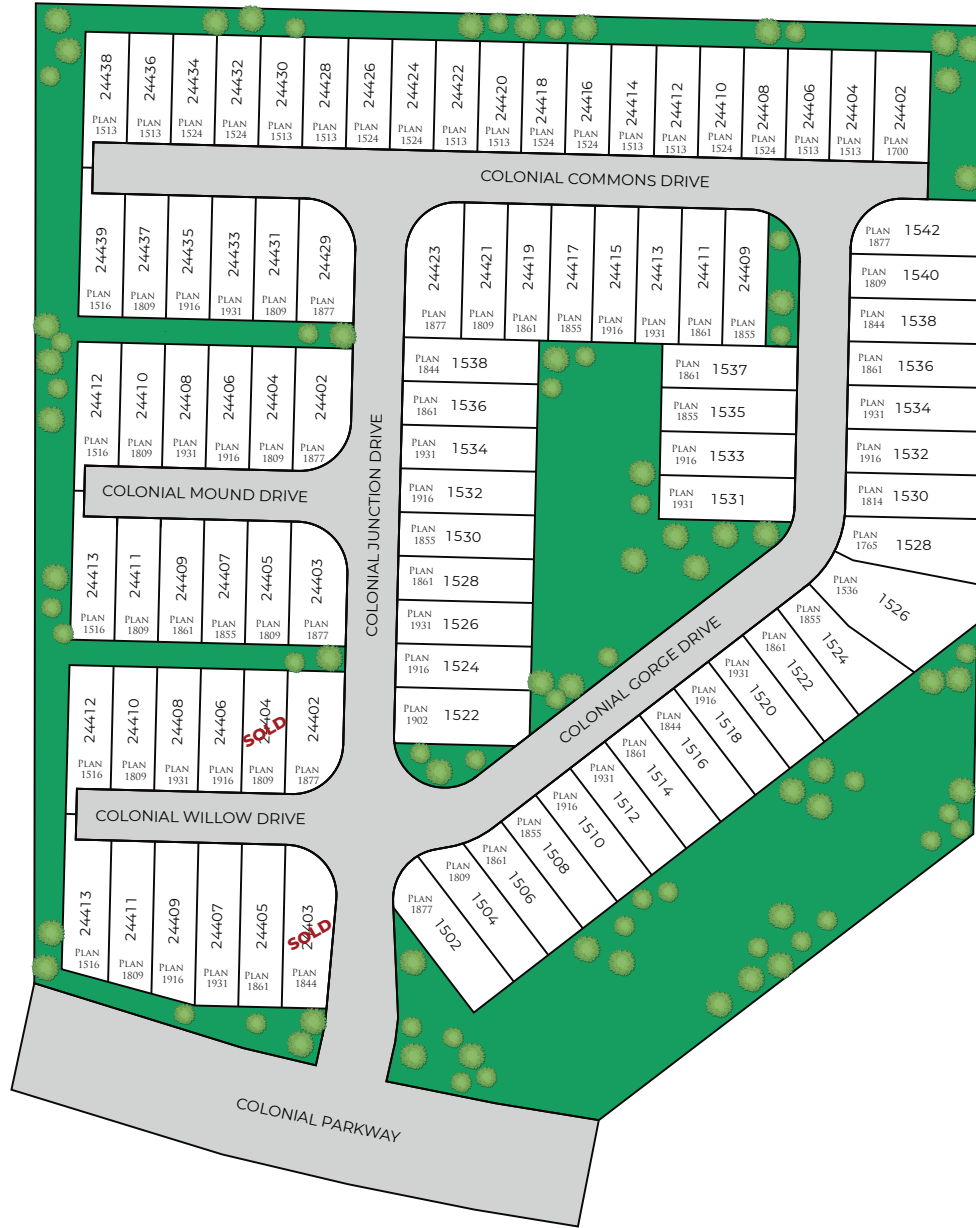 24438
PLAN
1513
24436
PLAN
1513
24434
PLAN
1524
24432
PLAN
1524
24430
PLAN
1513
24428
PLAN
1513
24426
PLAN
1524
24424
PLAN
1524
24422
PLAN
1513
24420
PLAN
1513
24418
PLAN
1524
24416
PLAN
1524
24414
PLAN
1513
24412
PLAN
1513
24410
PLAN
1524
24408
PLAN
1524
24406
PLAN
1513
24404
PLAN
1513
24402
PLAN
1700
COLONIAL COMMONS DRIVE
24439
PLAN
1516
24437
PLAN
1809
24435
PLAN
1916
24433
PLAN
1931
24431
PLAN
1809
24429
PLAN
1877
24423
PLAN
1877
24421
PLAN
1809
24419
PLAN
1861
24417
PLAN
1855
24415
PLAN
1916
24413
PLAN
1931
24411
PLAN
1861
24409
PLAN
1855
PLAN
1877
1542
PLAN
1809
1540
PLAN
1844
1538
PLAN
1861
1536
PLAN
1931
1534
PLAN
1916
1532
PLAN
1814
1530
PLAN
1765
1528
PLAN
1536
1526
24412
PLAN
1516
24410
PLAN
1809
24408
PLAN
1931
24406
PLAN
1916
24404
PLAN
1809
24402
PLAN
1877
COLONIAL MOUND DRIVE
COLONIAL JUNCTION DRIVE
PLAN
1844
1538
PLAN
1861
1536
PLAN
1931
1534
PLAN
1916
1532
PLAN
1855
1530
PLAN
1861
1528
PLAN
1931
1526
PLAN
1916
1524
PLAN
1902
1522
PLAN
1861
1537
PLAN
1855
1535
PLAN
1916
1533
PLAN
1931
1531
24413
PLAN
1516
24411
PLAN
1809
24409
PLAN
1861
24407
PLAN
1855
24405
PLAN
1809
24403
PLAN
1877
COLONIAL GORGE DRIVE
PLAN
1855
1524
PLAN
1861
1522
PLAN
1931
1520
PLAN
1916
1518
PLAN
1844
1516
PLAN
1861
1514
PLAN
1931
1512
PLAN
1916
1510
PLAN
1855
1508
PLAN
1861
1506
PLAN
1809
1504
PLAN
1877
1502
24412
PLAN
1516
24410
PLAN
1809
24408
PLAN
1931
24406
PLAN
1916
24404
SOLD
PLAN
1809
24402
PLAN
1877
COLONIAL WILLOW DRIVE
24413
PLAN
1516
24411
PLAN
1809
24409
PLAN
1916
24407
PLAN
1931
24405
PLAN
1861
24403
SOLD
PLAN
1844
COLONIAL PARKWAY